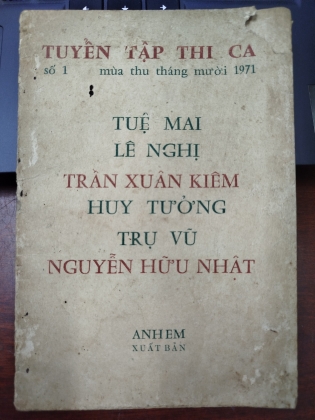 TUYỂN TẬP THI CA
số 1 mùa thu tháng mười 1971
TUỆ MAI
LÊ NGHỊ
TRẦN XUÂN KIÊM
HUY TƯỞNG
TRỤ VŨ
NGUYỄN HỮU NHẬT
ANH EM
XUẤT BẢN